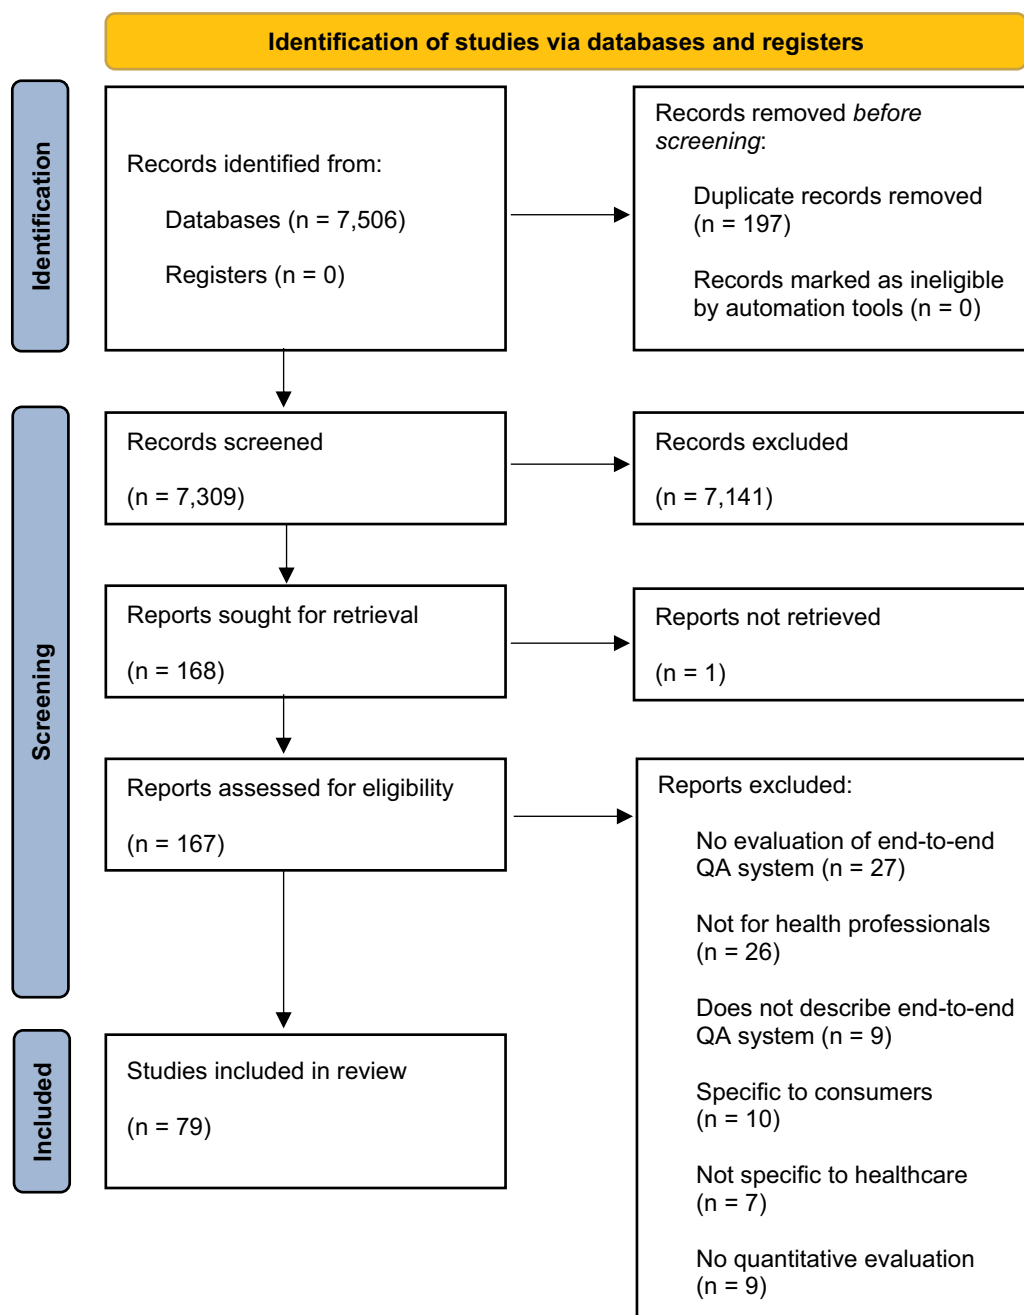 Identification of studies via databases and registers
Identification
Records identified from:
Databases (n = 7,506)
Registers (n = 0)
Records removed before
screening:
Duplicate records removed
(n = 197)
Records marked as ineligible
by automation tools (n = 0)
Screening
Records screened
(n = 7,309)
Records excluded
(n = 7,141)
Reports sought for retrieval
(n = 168)
Reports not retrieved
(n = 1)
Reports assessed for eligibility
(n = 167)
Reports excluded:
No evaluation of end-to-end
QA system (n = 27)
Not for health professionals
(n = 26)
Does not describe end-to-end
QA system (n = 9)
Specific to consumers
(n = 10)
Not specific to healthcare
(n = 7)
No quantitative evaluation
(n = 9)
Included
Studies included in review
(n = 79)